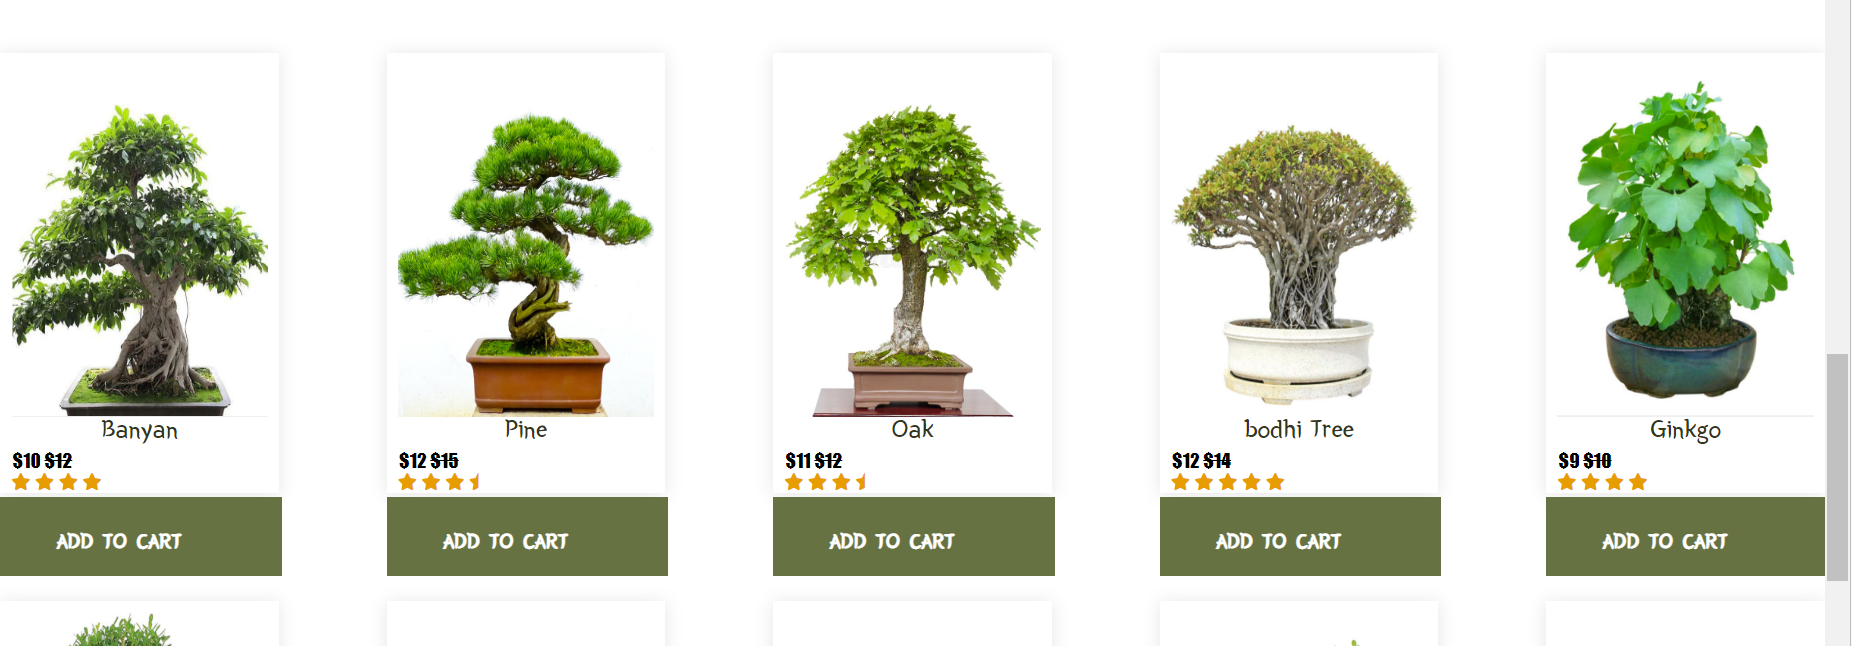 Banyan
$10 $12
ADD TO CART
Pine
$12 $15
ADD TO CART
Oak
$11 $12
ADD TO CART
bodhi Tree
$12 $14
ADD TO CART
Ginkgo
$9 $10
ADD TO CART